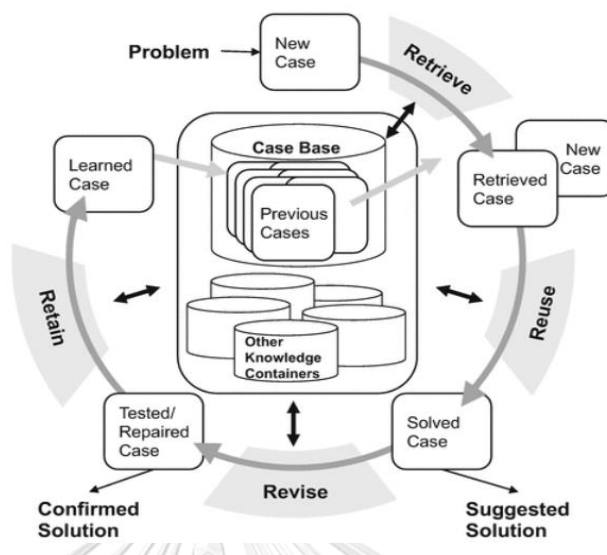 Problem
New
Case
Retrieve
Case Base
Learned
Case
Previous
Cases
Retrieved
Case
New
Case
Retain
Reuse
Other
Knowledge
Containers
Tested/
Repaired
Case
Solved
Case
Revise
Confirmed
Solution
Suggested
Solution